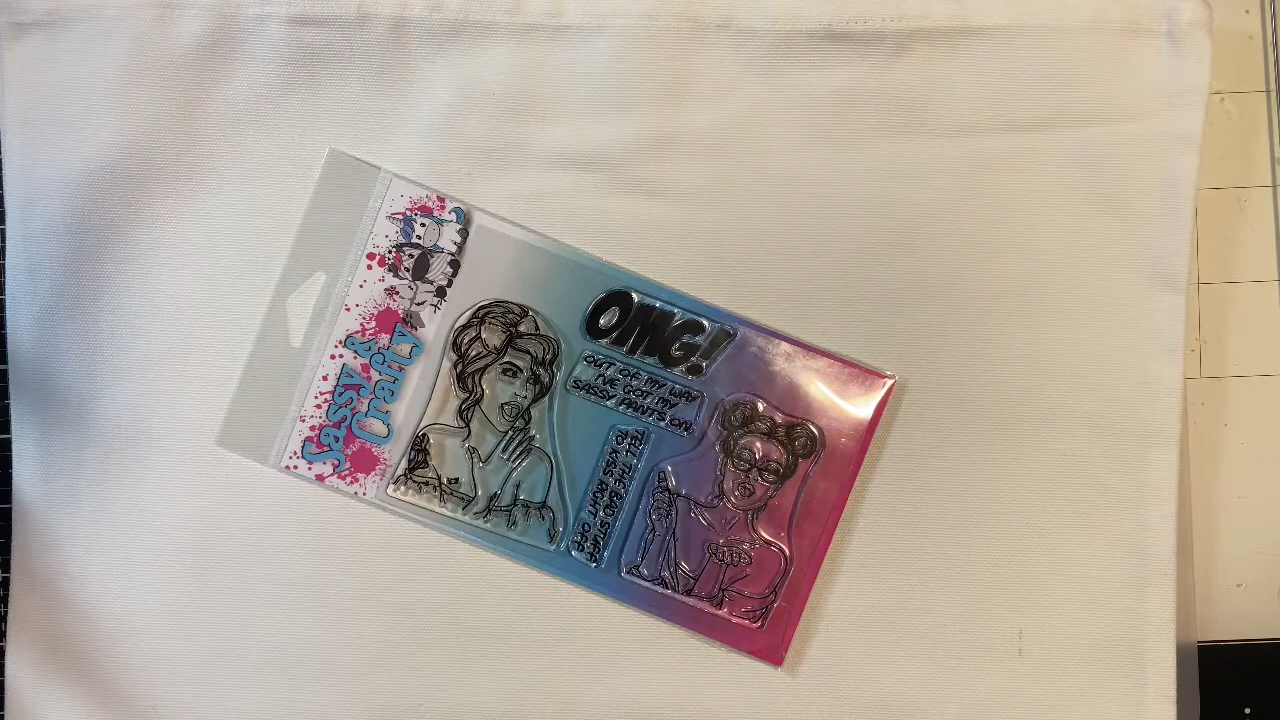 Sassy &
Crafty
OMG!
OUT OF MY WAY
I'VE GOT MY
SASSY PANTS ON!
TELL THE BAD STUFF
TO KISS RIGHT OFF